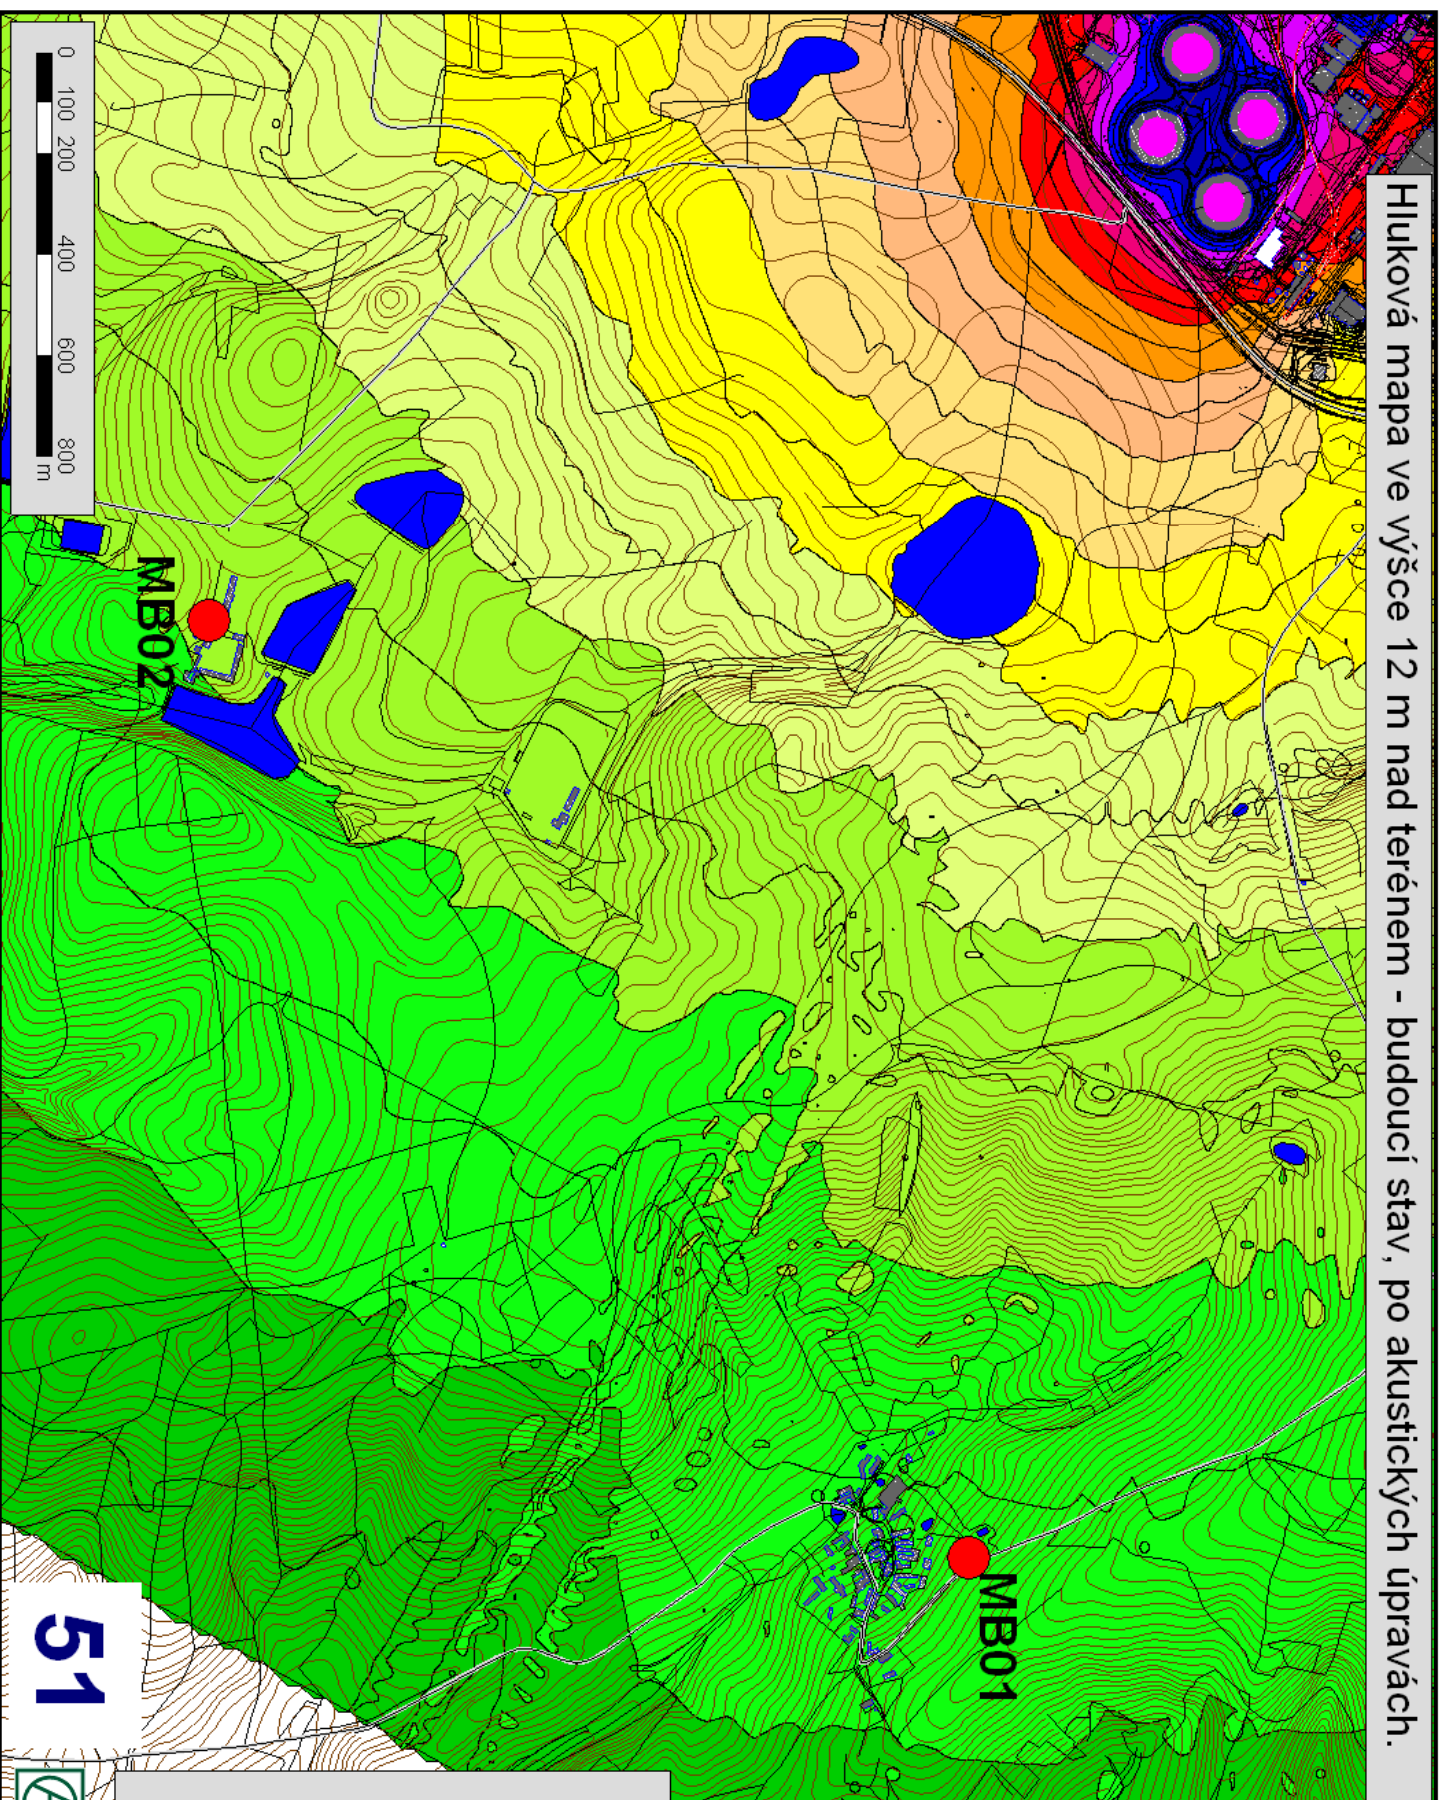 Hluková mapa ve výšce 12 m nad terénem - budoucí stav, po akustických úpravách.
MB01
MB02
0 100 200 400 600 800
m
51